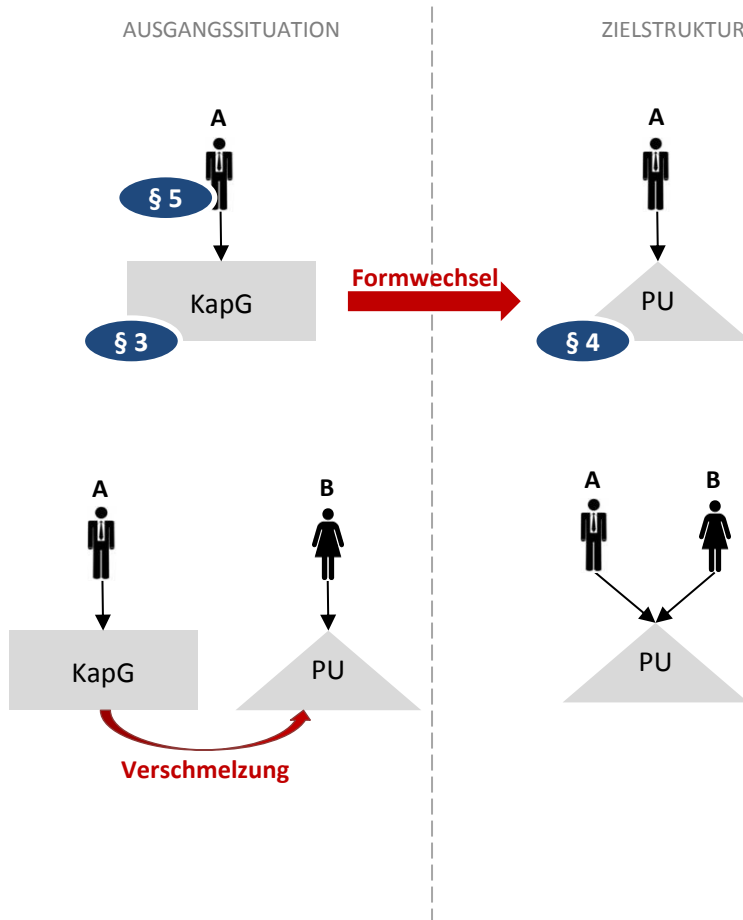 AUSGANGSSITUATION
ZIELSTRUKTUR
A
A
§ 5
KapG
Formwechsel
PU
§ 3
§ 4
A
B
A
B
KapG
PU
PU
Verschmelzung